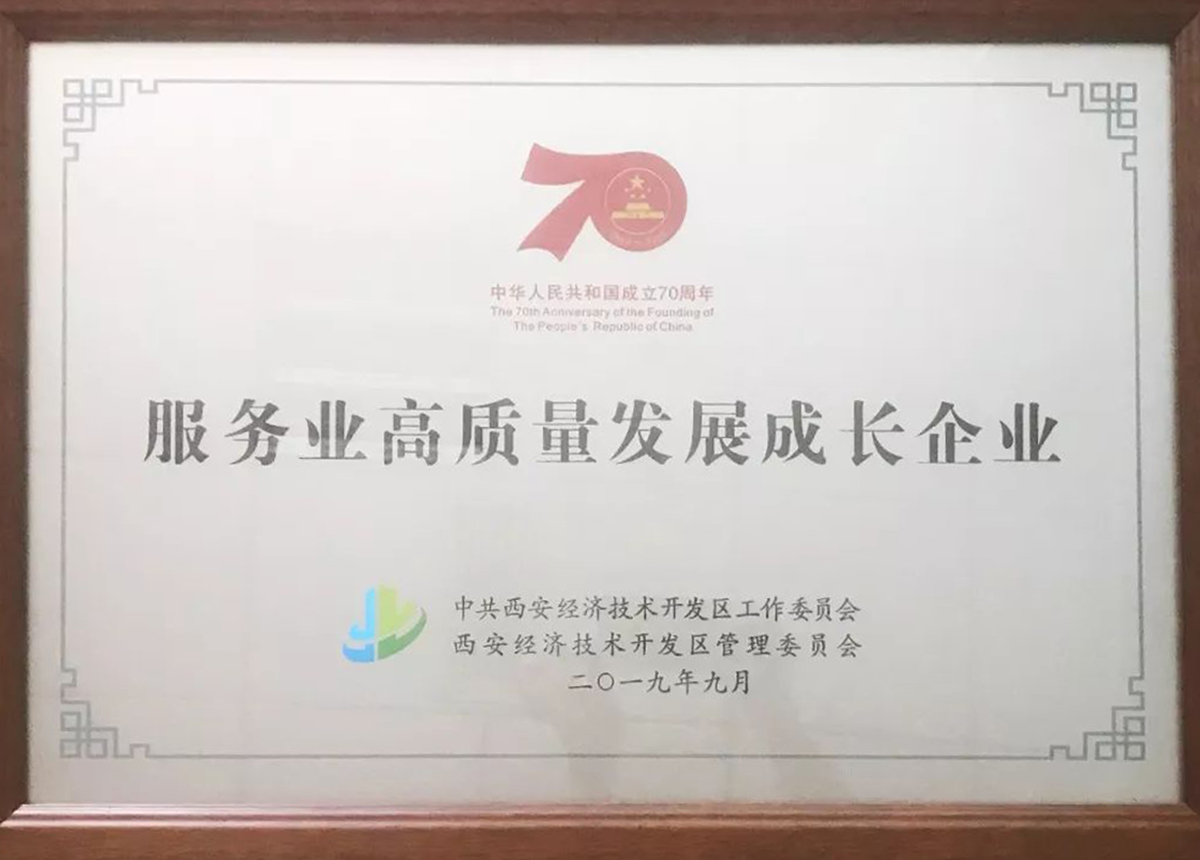 70
中华人民共和国成立70周年
The 70th Anniversary of the Founding of
The People's Republic of China
服务业高质量发展成长企业
中共西安经济技术开发区工作委员会
西安经济技术开发区管理委员会
二〇一九年九月